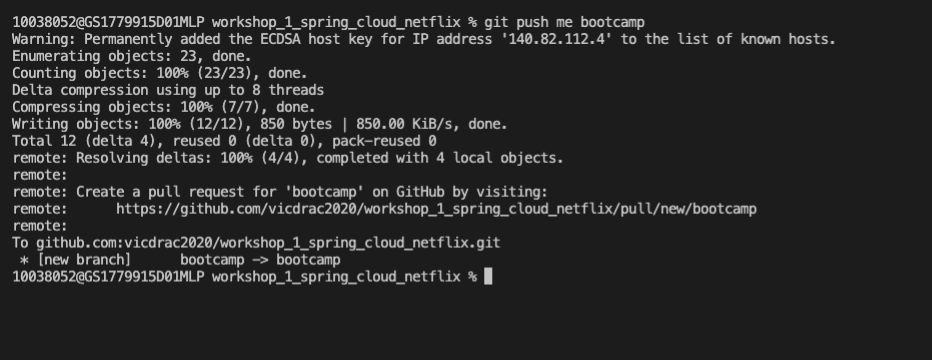 10038052@GS1779915D01MLP workshop_1_spring_cloud_netflix % git push me bootcamp
Warning: Permanently added the ECDSA host key for IP address '140.82.112.4' to the list of known hosts.
Enumerating objects: 23, done.
Counting objects: 100% (23/23), done.
Delta compression using up to 8 threads
Compressing objects: 100% (7/7), done.
Writing objects: 100% (12/12), 850 bytes | 850.00 KiB/s, done.
Total 12 (delta 4), reused 0 (delta 0), pack-reused 0
remote: Resolving deltas: 100% (4/4), completed with 4 local objects.
remote:
remote: Create a pull request for 'bootcamp' on GitHub by visiting:
remote:      https://github.com/vicdrac2020/workshop_1_spring_cloud_netflix/pull/new/bootcamp
remote:
To github.com:vicdrac2020/workshop_1_spring_cloud_netflix.git
 * [new branch]      bootcamp -> bootcamp
10038052@GS1779915D01MLP workshop_1_spring_cloud_netflix %